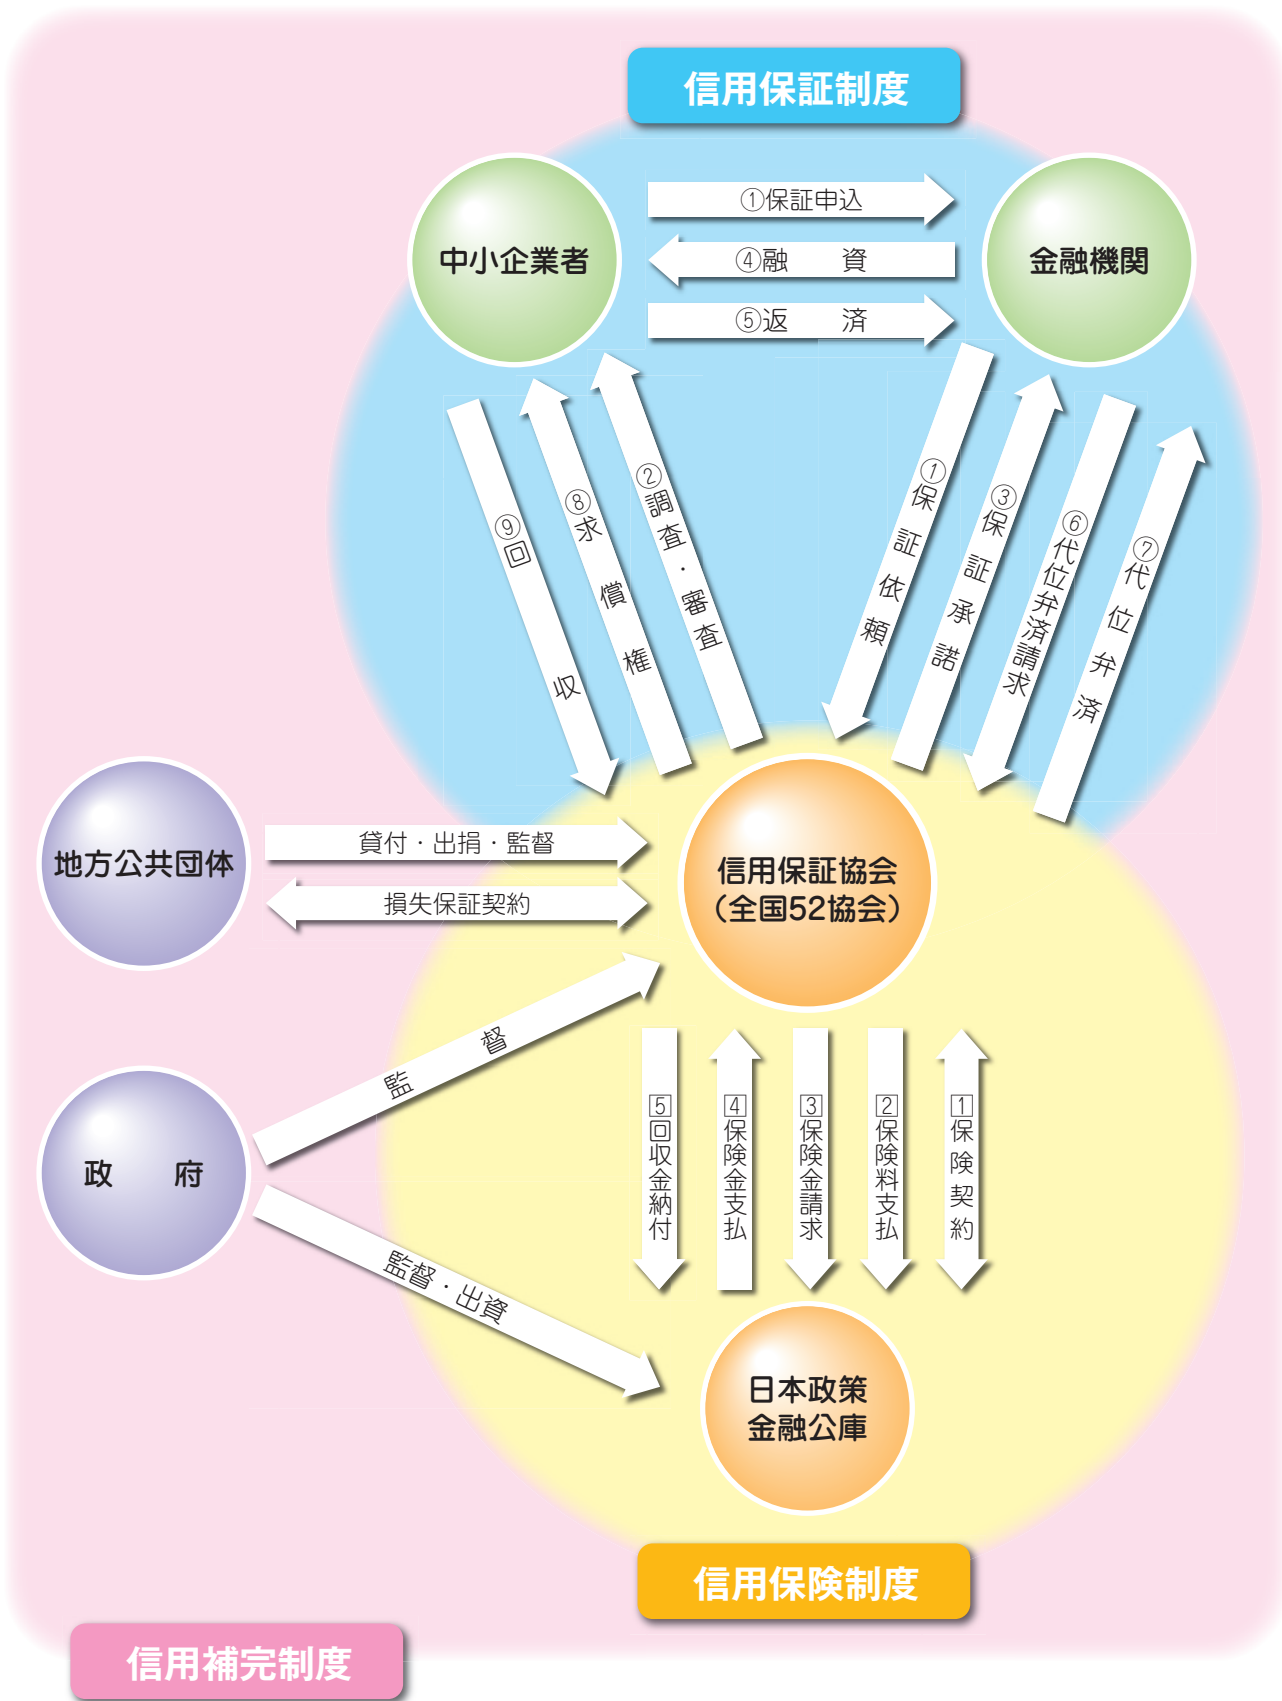 信用保証制度
中小企業者
①保証申込
④融　資
⑤返　済
金融機関
⑨回収
⑧求償権
②調査・審査
①保証依頼
③保証承諾
⑥代位弁済請求
⑦代位弁済
地方公共団体
貸付・出捐・監督
損失保証契約
信用保証協会
（全国52協会）
監　督
政　府
監督・出資
5回収金納付
4保険金支払
3保険金請求
2保険料支払
1保険契約
日本政策
金融公庫
信用保険制度
信用補完制度